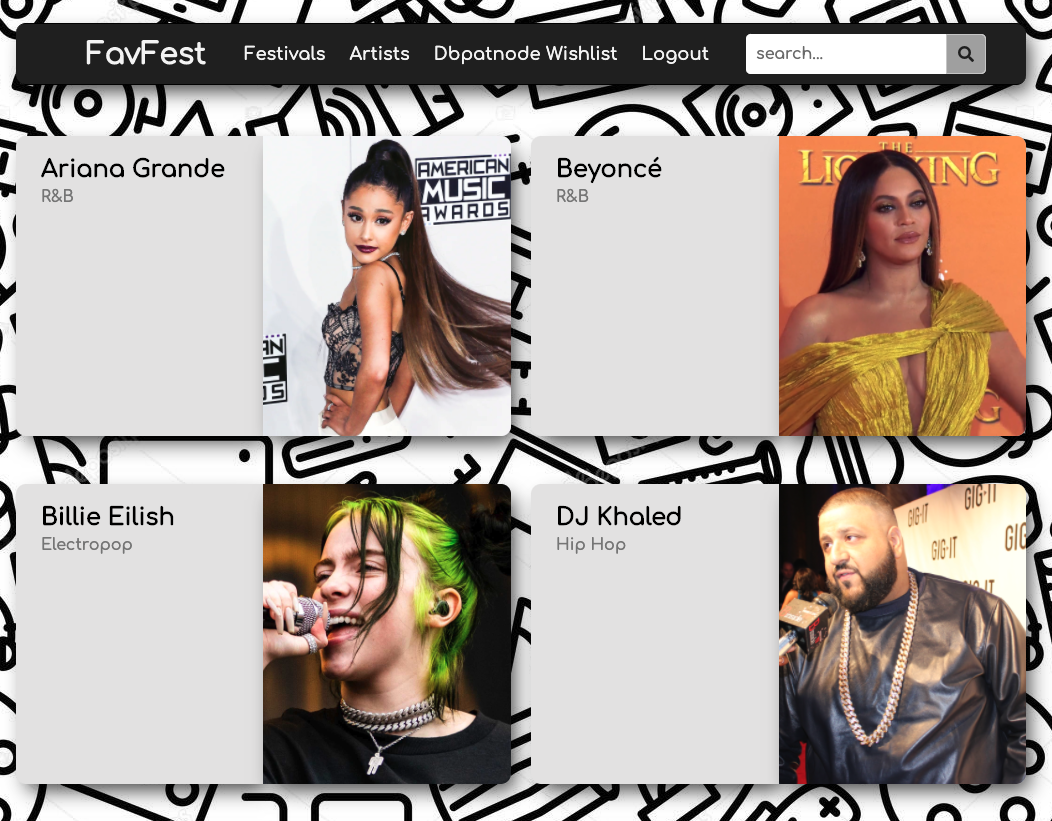 FavFest Festivals Artists Dbpatnode Wishlist Logout search...
Ariana Grande
R&B
AMERICAN
MUSIC
AWARDS
Beyoncé
R&B
THE
LION KING
Billie Eilish
Electropop
DJ Khaled
Hip Hop
GIG-IT
GIG-IT
GIG-IT